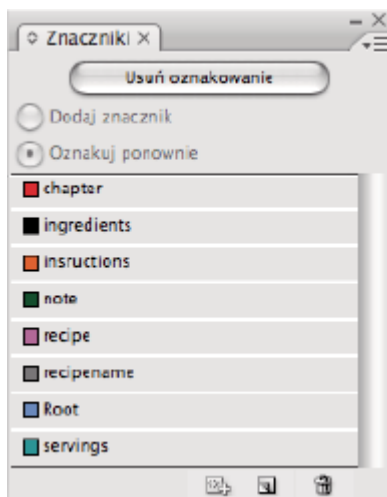 Znaczniki
Usuń oznakowanie
Dodaj znacznik
Oznakuj ponownie
chapter
ingredients
insructions
note
recipe
recipename
Root
servings